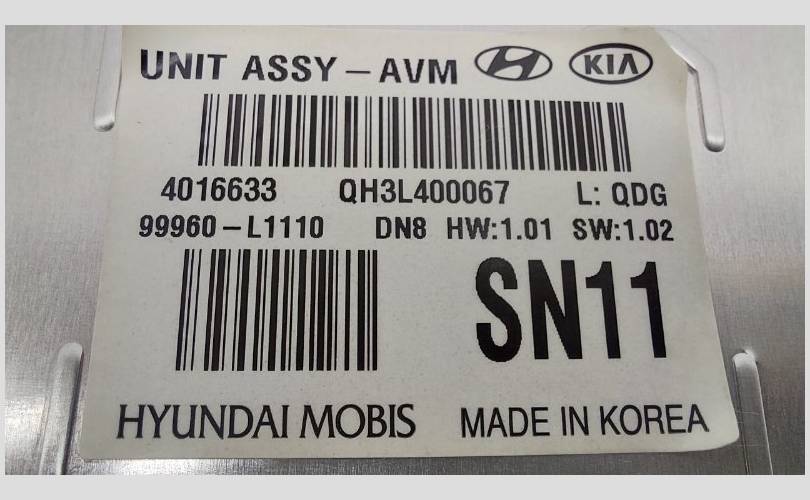 UNIT ASSY – AVM KIA
4016633 QH3L400067 L: QDG
99960 – L1110 DN8 HW:1.01 SW:1.02
SN11
HYUNDAI MOBIS MADE IN KOREA